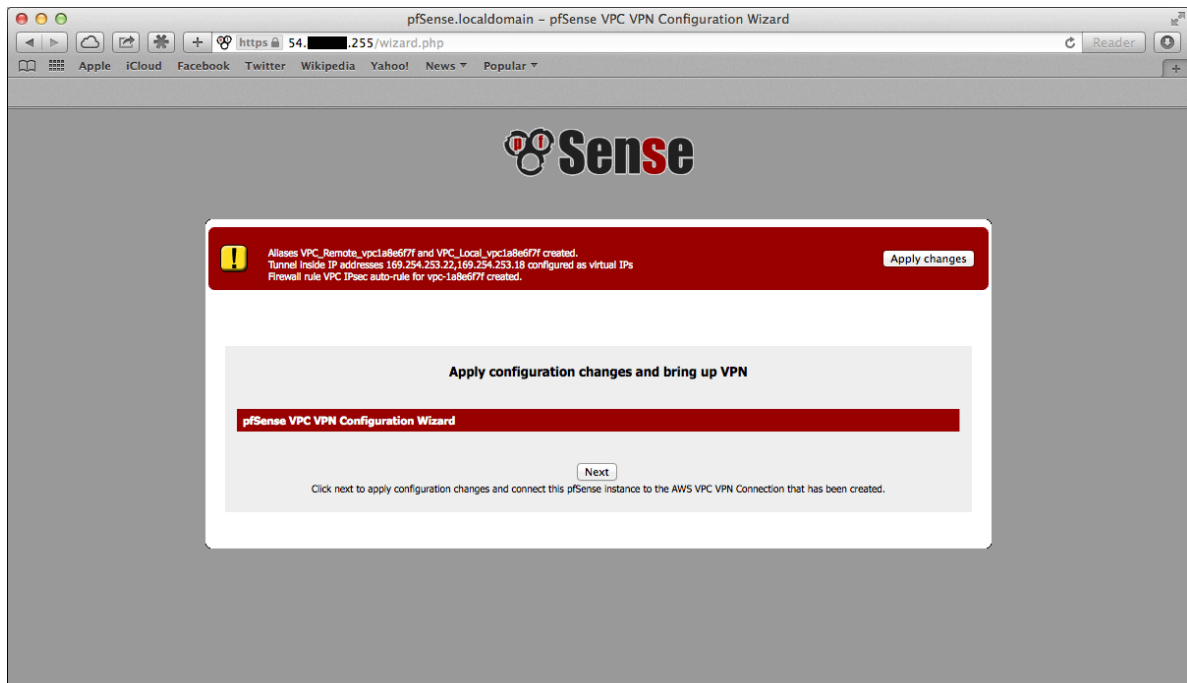 pfSense.localdomain – pfSense VPC VPN Configuration Wizard
https 54. .255/wizard.php
Reader
Apple iCloud Facebook Twitter Wikipedia Yahoo! News Popular
pf Sense
Aliases VPC_Remote_vpc1a8e6f7f and VPC_Local_vpc1a8e6f7f created.
Tunnel Inside IP addresses 169.254.253.22,169.254.253.18 configured as virtual IPs
Firewall rule VPC IPsec auto-rule for vpc-1a8e6f7f created.
Apply changes
Apply configuration changes and bring up VPN
pfSense VPC VPN Configuration Wizard
Next
Click next to apply configuration changes and connect this pfSense instance to the AWS VPC VPN Connection that has been created.